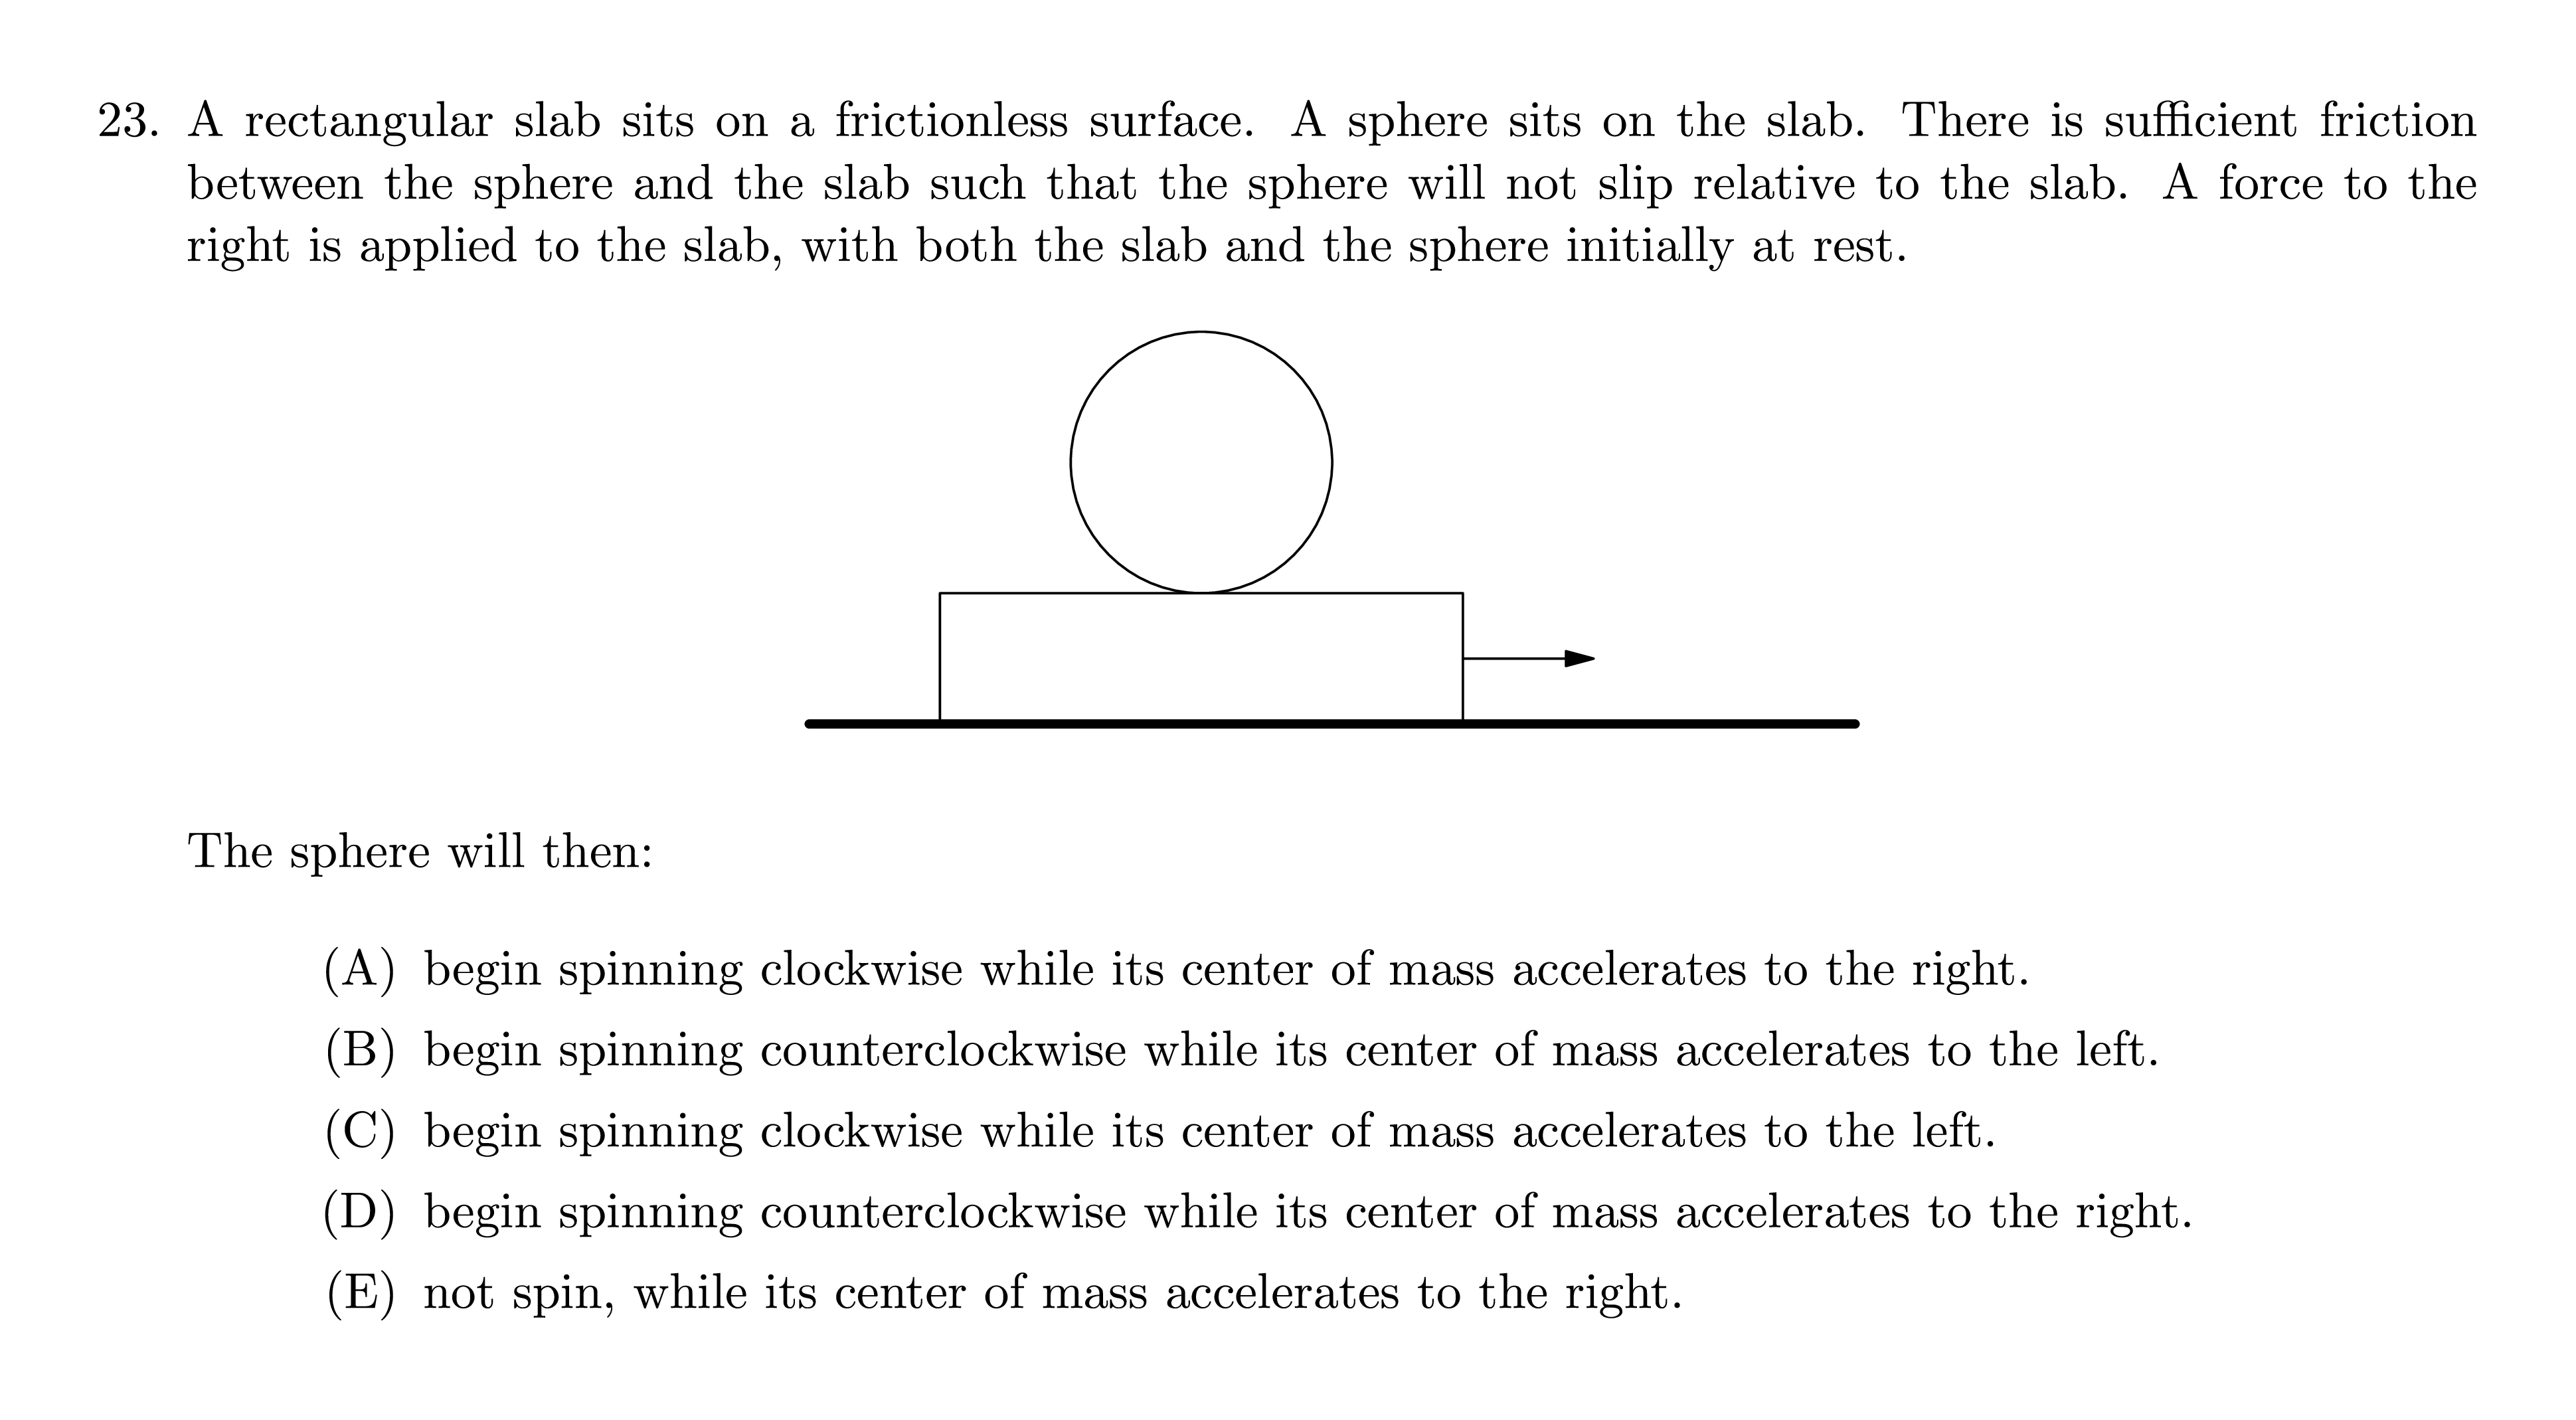 23. A rectangular slab sits on a frictionless surface. A sphere sits on the slab. There is sufficient friction
between the sphere and the slab such that the sphere will not slip relative to the slab. A force to the
right is applied to the slab, with both the slab and the sphere initially at rest.
The sphere will then:
(A) begin spinning clockwise while its center of mass accelerates to the right.
(B) begin spinning counterclockwise while its center of mass accelerates to the left.
(C) begin spinning clockwise while its center of mass accelerates to the left.
(D) begin spinning counterclockwise while its center of mass accelerates to the right.
(E) not spin, while its center of mass accelerates to the right.